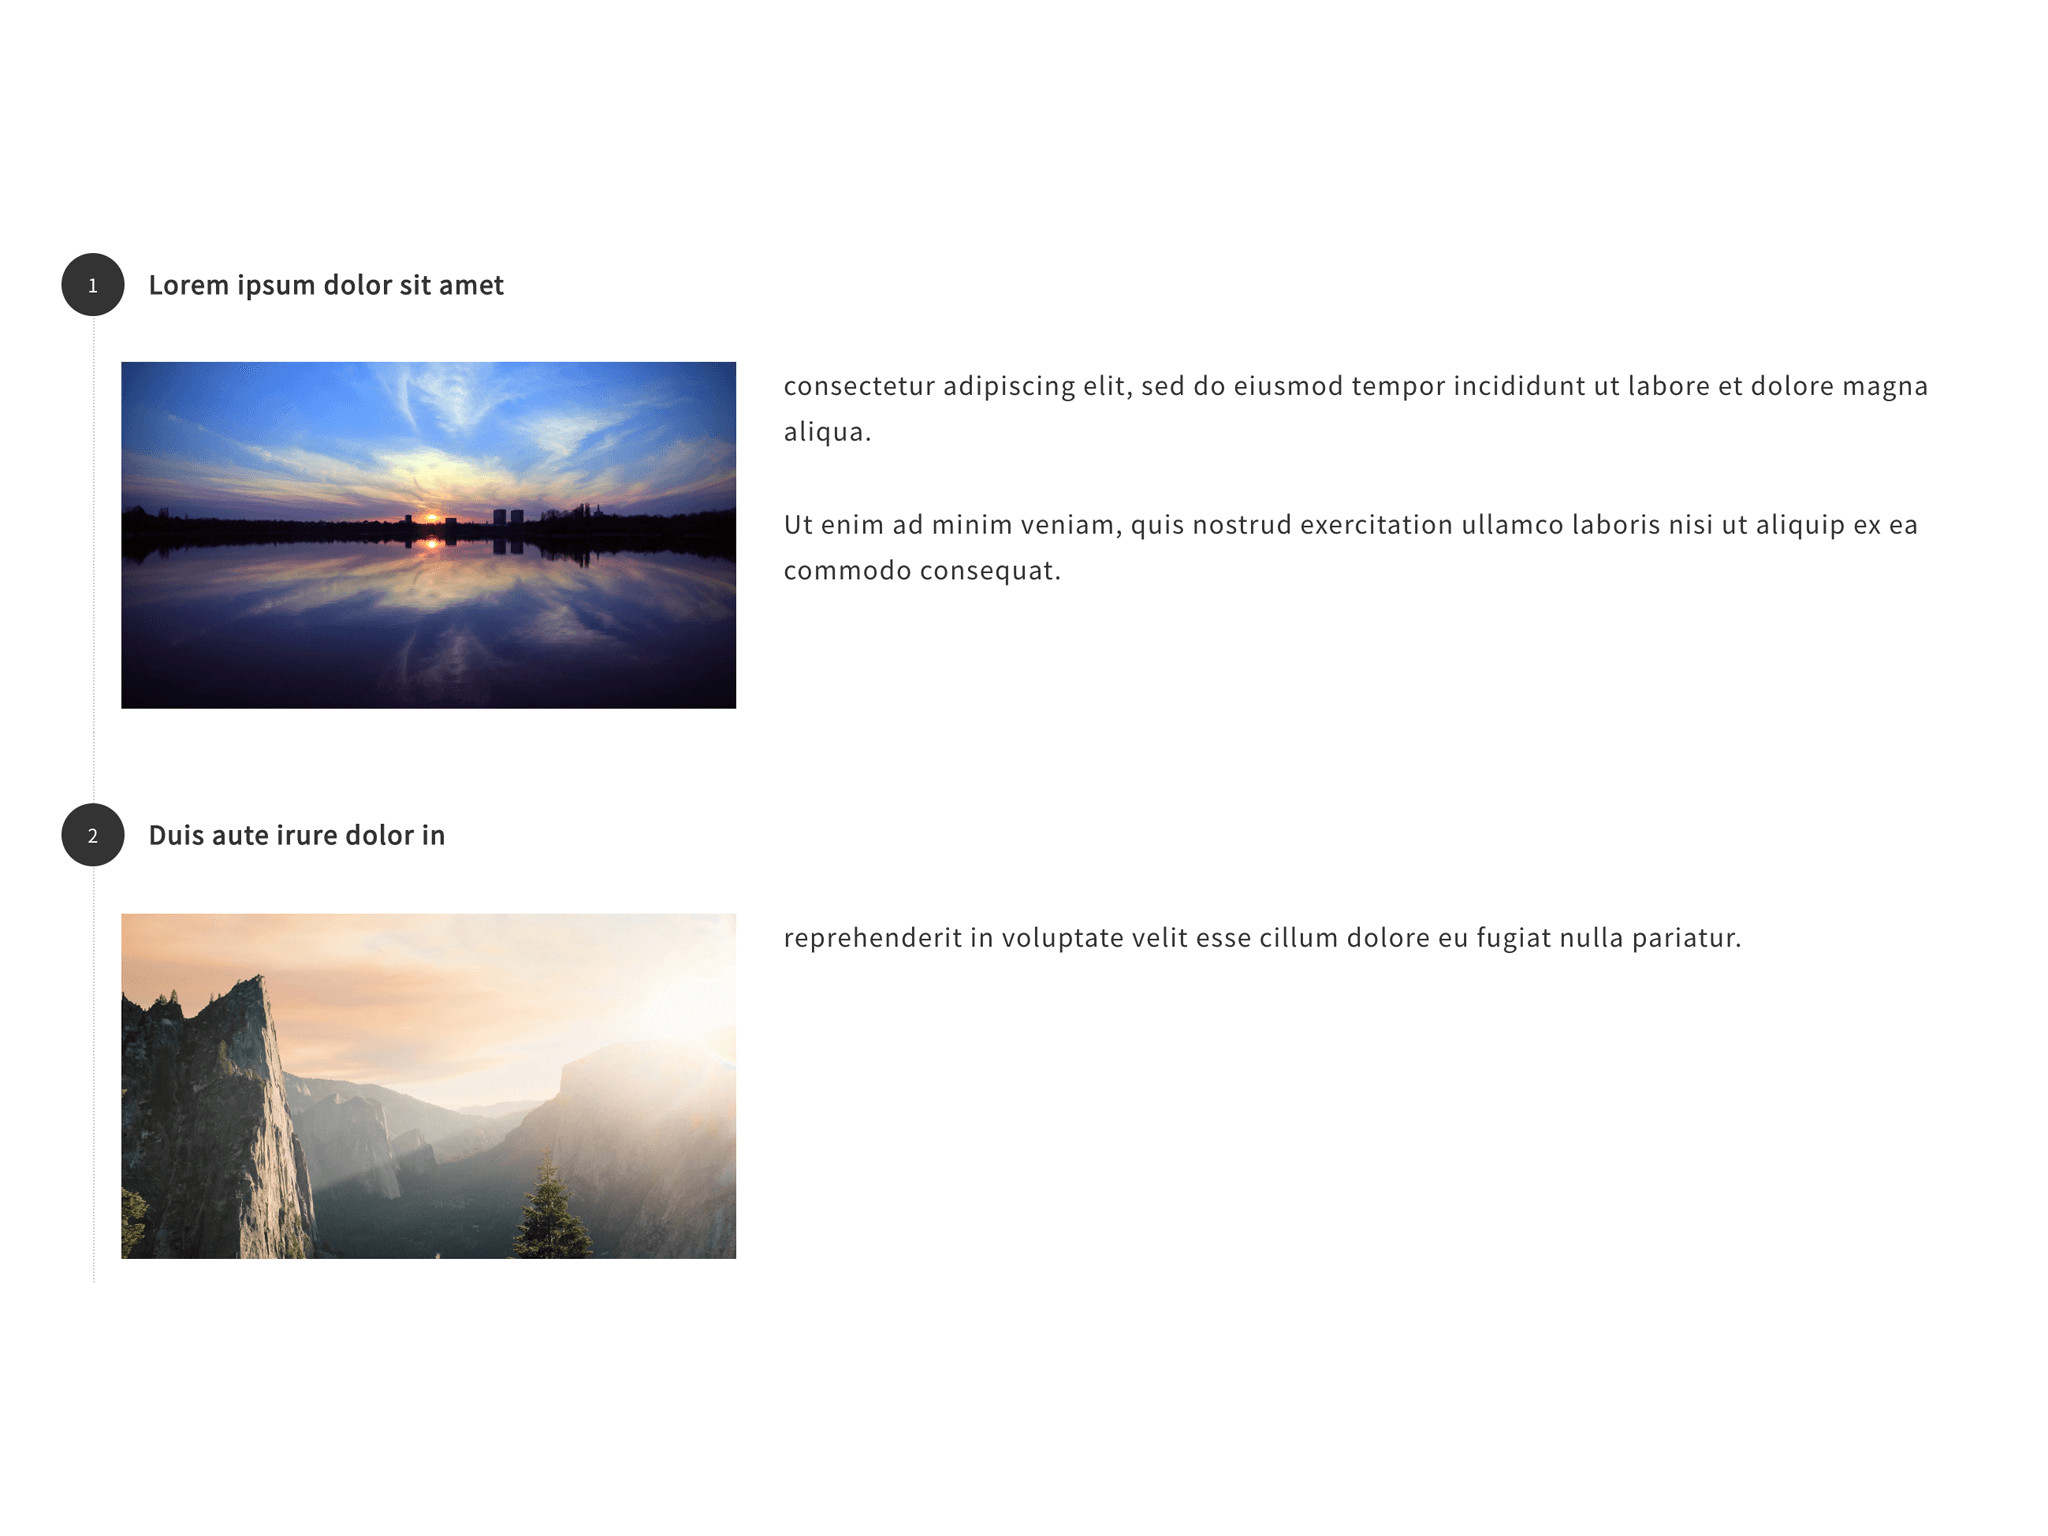 1
Lorem ipsum dolor sit amet
consectetur adipiscing elit, sed do eiusmod tempor incididunt ut labore et dolore magna
aliqua.
Ut enim ad minim veniam, quis nostrud exercitation ullamco laboris nisi ut aliquip ex ea
commodo consequat.
2
Duis aute irure dolor in
reprehenderit in voluptate velit esse cillum dolore eu fugiat nulla pariatur.